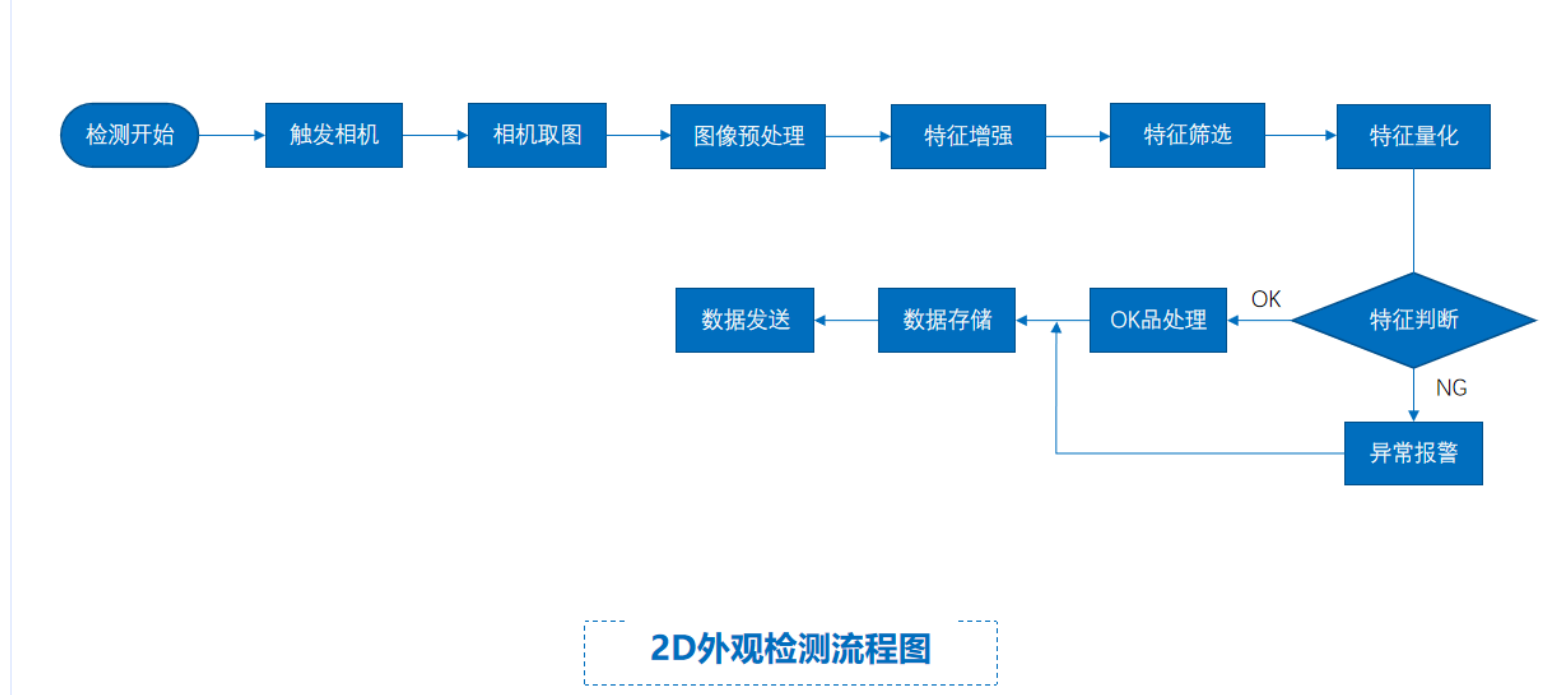 检测开始
触发相机
相机取图
图像预处理
特征增强
特征筛选
特征量化
数据发送
数据存储
OK品处理
OK
特征判断
NG
异常报警
2D外观检测流程图